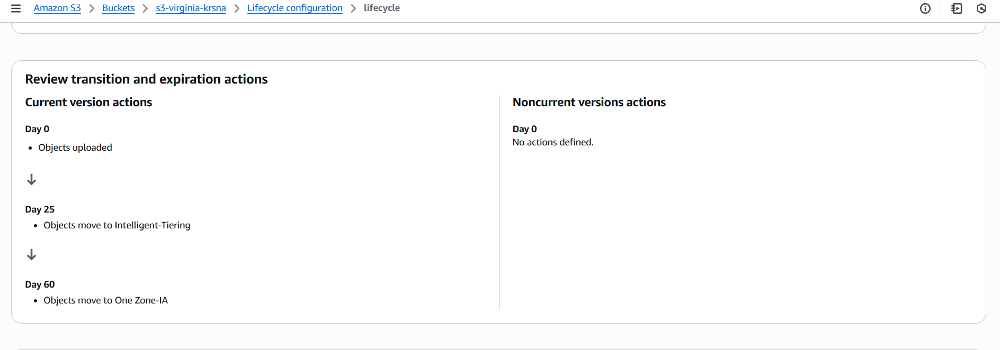 Amazon S3 > Buckets > s3-virginia-krsna > Lifecycle configuration > lifecycle
Review transition and expiration actions
Current version actions
Day 0
• Objects uploaded
↓
Day 25
• Objects move to Intelligent-Tiering
↓
Day 60
• Objects move to One Zone-IA
Noncurrent versions actions
Day 0
No actions defined.